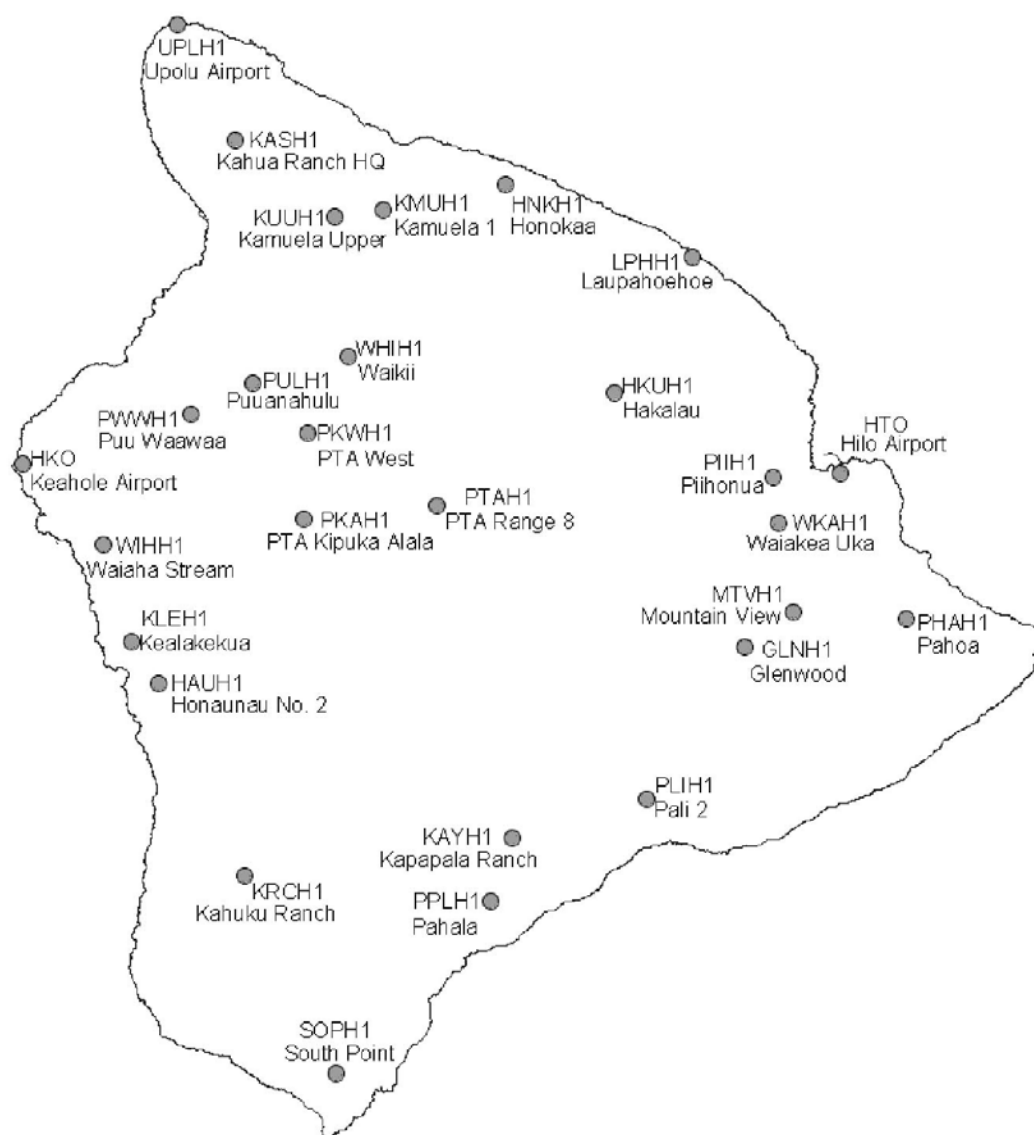 UPLH1
Upolu Airport
KASH1
Kahua Ranch HQ
KUUH1
Kamuela Upper
KMUH1
Kamuela 1
HNKH1
Honokaa
LPHH1
Laupahoehoe
WHIH1
Waikii
PULH1
Puuanahulu
HKUH1
Hakalau
PWWH1
Puu Waawaa
PKWH1
PTA West
HTO
Hilo Airport
HKO
Keahole Airport
PIIH1
Piihonua
PTAH1
PTA Range 8
PKAH1
PTA Kipuka Alala
WKAH1
Waiakea Uka
WIHH1
Waiaha Stream
MTVH1
Mountain View
KLEH1
Kealakekua
PHAH1
Pahoa
GLNH1
Glenwood
HAUH1
Honaunau No. 2
PLIH1
Pali 2
KAYH1
Kapapala Ranch
KRCH1
Kahuku Ranch
PPLH1
Pahala
SOPH1
South Point